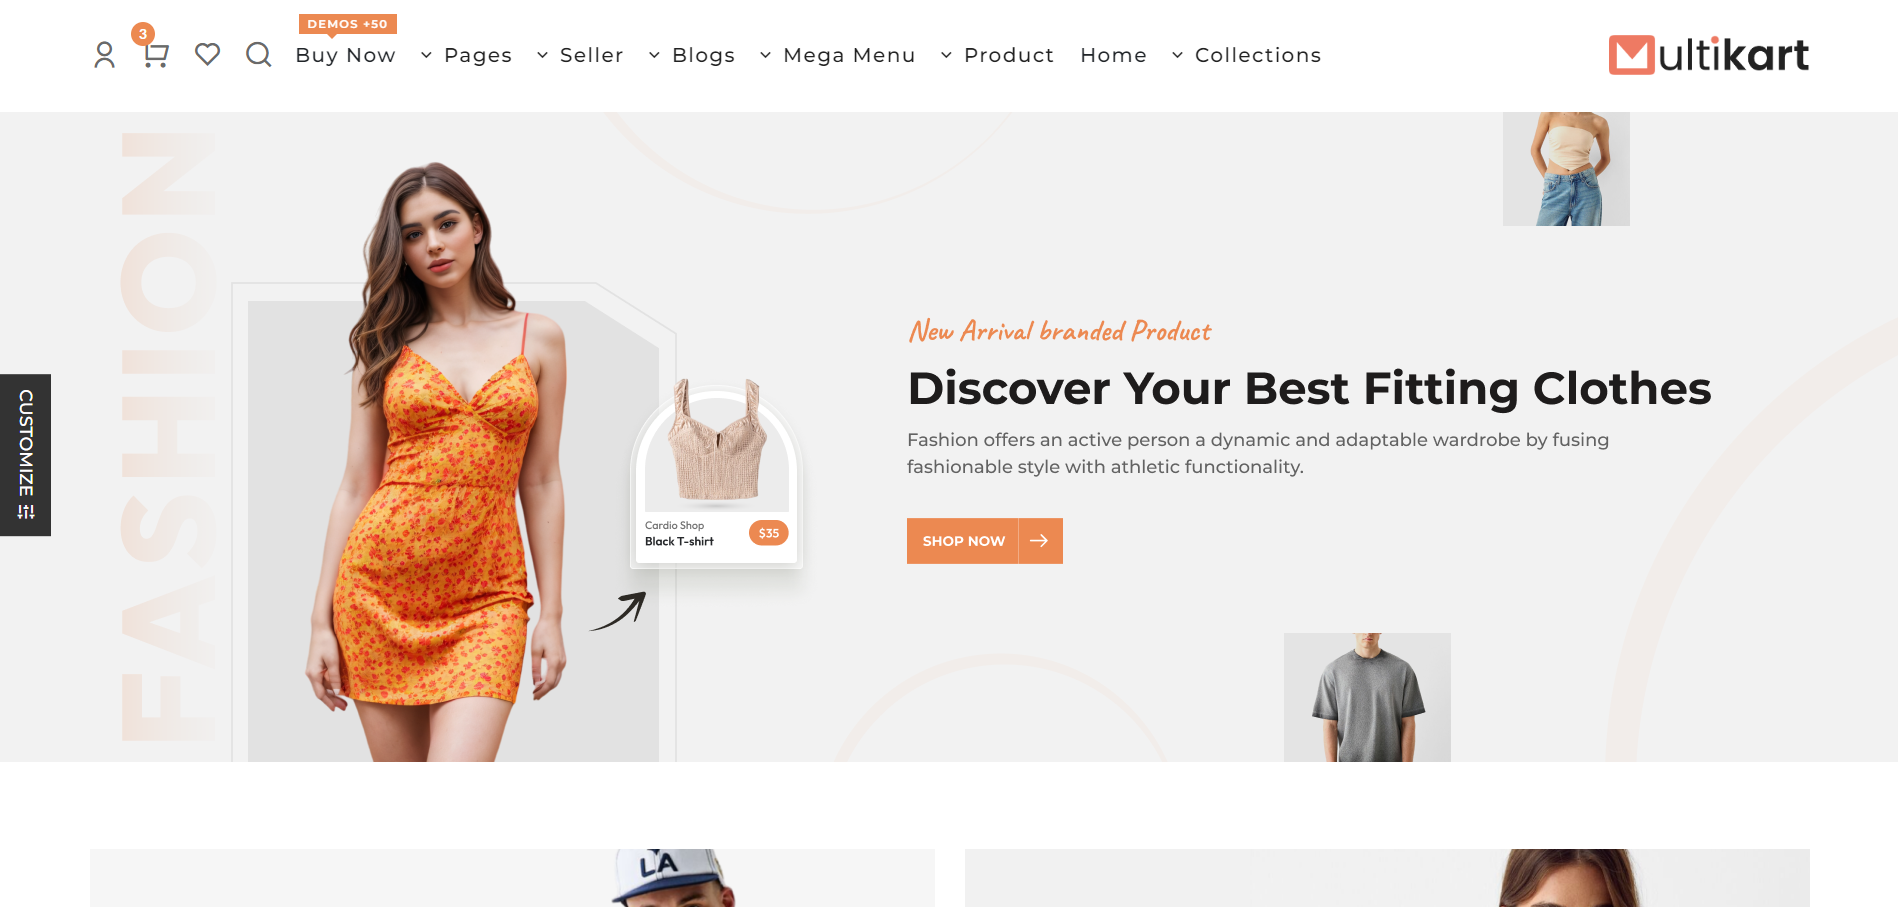 DEMOS +50
3
Buy Now Pages Seller Blogs Mega Menu Product Home Collections
Multikart
FASHION
CUSTOMIZE
New Arrival branded Product
Discover Your Best Fitting Clothes
Fashion offers an active person a dynamic and adaptable wardrobe by fusing
fashionable style with athletic functionality.
SHOP NOW
Cardio Shop
Black T-shirt
$35
LA